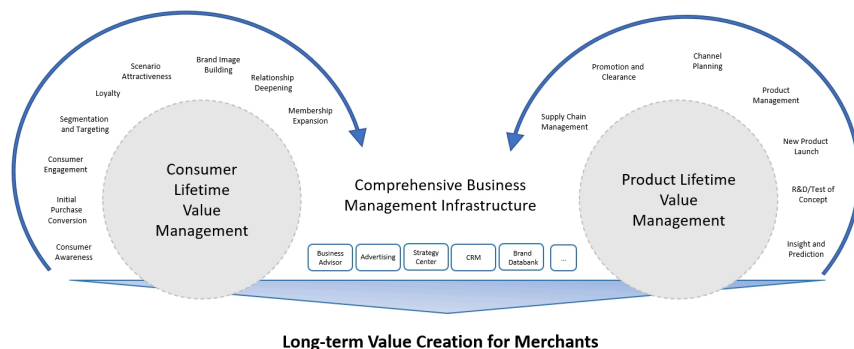 Consumer
Lifetime
Value
Management
Consumer
Awareness
Initial
Purchase
Conversion
Consumer
Engagement
Segmentation
and Targeting
Loyalty
Scenario
Attractiveness
Brand Image
Building
Relationship
Deepening
Membership
Expansion
Comprehensive Business
Management Infrastructure
Business
Advisor
Advertising
Strategy
Center
CRM
Brand
Databank
...
Product Lifetime
Value
Management
Supply Chain
Management
Promotion and
Clearance
Channel
Planning
Product
Management
New Product
Launch
R&D/Test of
Concept
Insight and
Prediction
Long-term Value Creation for Merchants